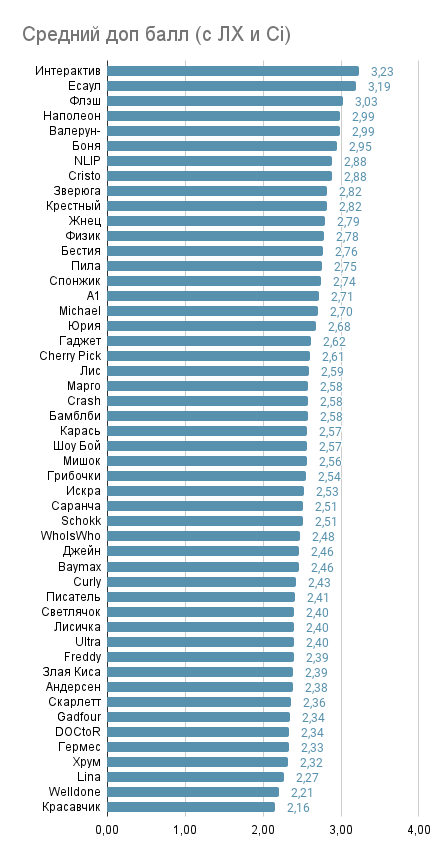 Средний доп балл (с ЛХ и Ci)
Интерактив 3,23
Есаул 3,19
Флэш 3,03
Наполеон 2,99
Валерун- 2,99
Боня 2,95
NLIP 2,88
Cristo 2,88
Зверюга 2,82
Крестный 2,82
Жнец 2,79
Физик 2,78
Бестия 2,76
Пила 2,75
Спонжик 2,74
А1 2,71
Michael 2,70
Юрия 2,68
Гаджет 2,62
Cherry Pick 2,61
Лис 2,59
Марго 2,58
Crash 2,58
Бамблби 2,58
Карась 2,57
Шоу Бой 2,57
Мишок 2,56
Грибочки 2,54
Искра 2,53
Саранча 2,51
Schokk 2,51
WhoIsWho 2,48
Джейн 2,46
Baymax 2,46
Curly 2,43
Писатель 2,41
Светлячок 2,40
Лисичка 2,40
Ultra 2,40
Freddy 2,39
Злая Киса 2,39
Андерсен 2,38
Скарлетт 2,36
Gadfour 2,34
DOCtoR 2,34
Гермес 2,33
Хрум 2,32
Lina 2,27
Welldone 2,21
Красавчик 2,16
0,00 1,00 2,00 3,00 4,00